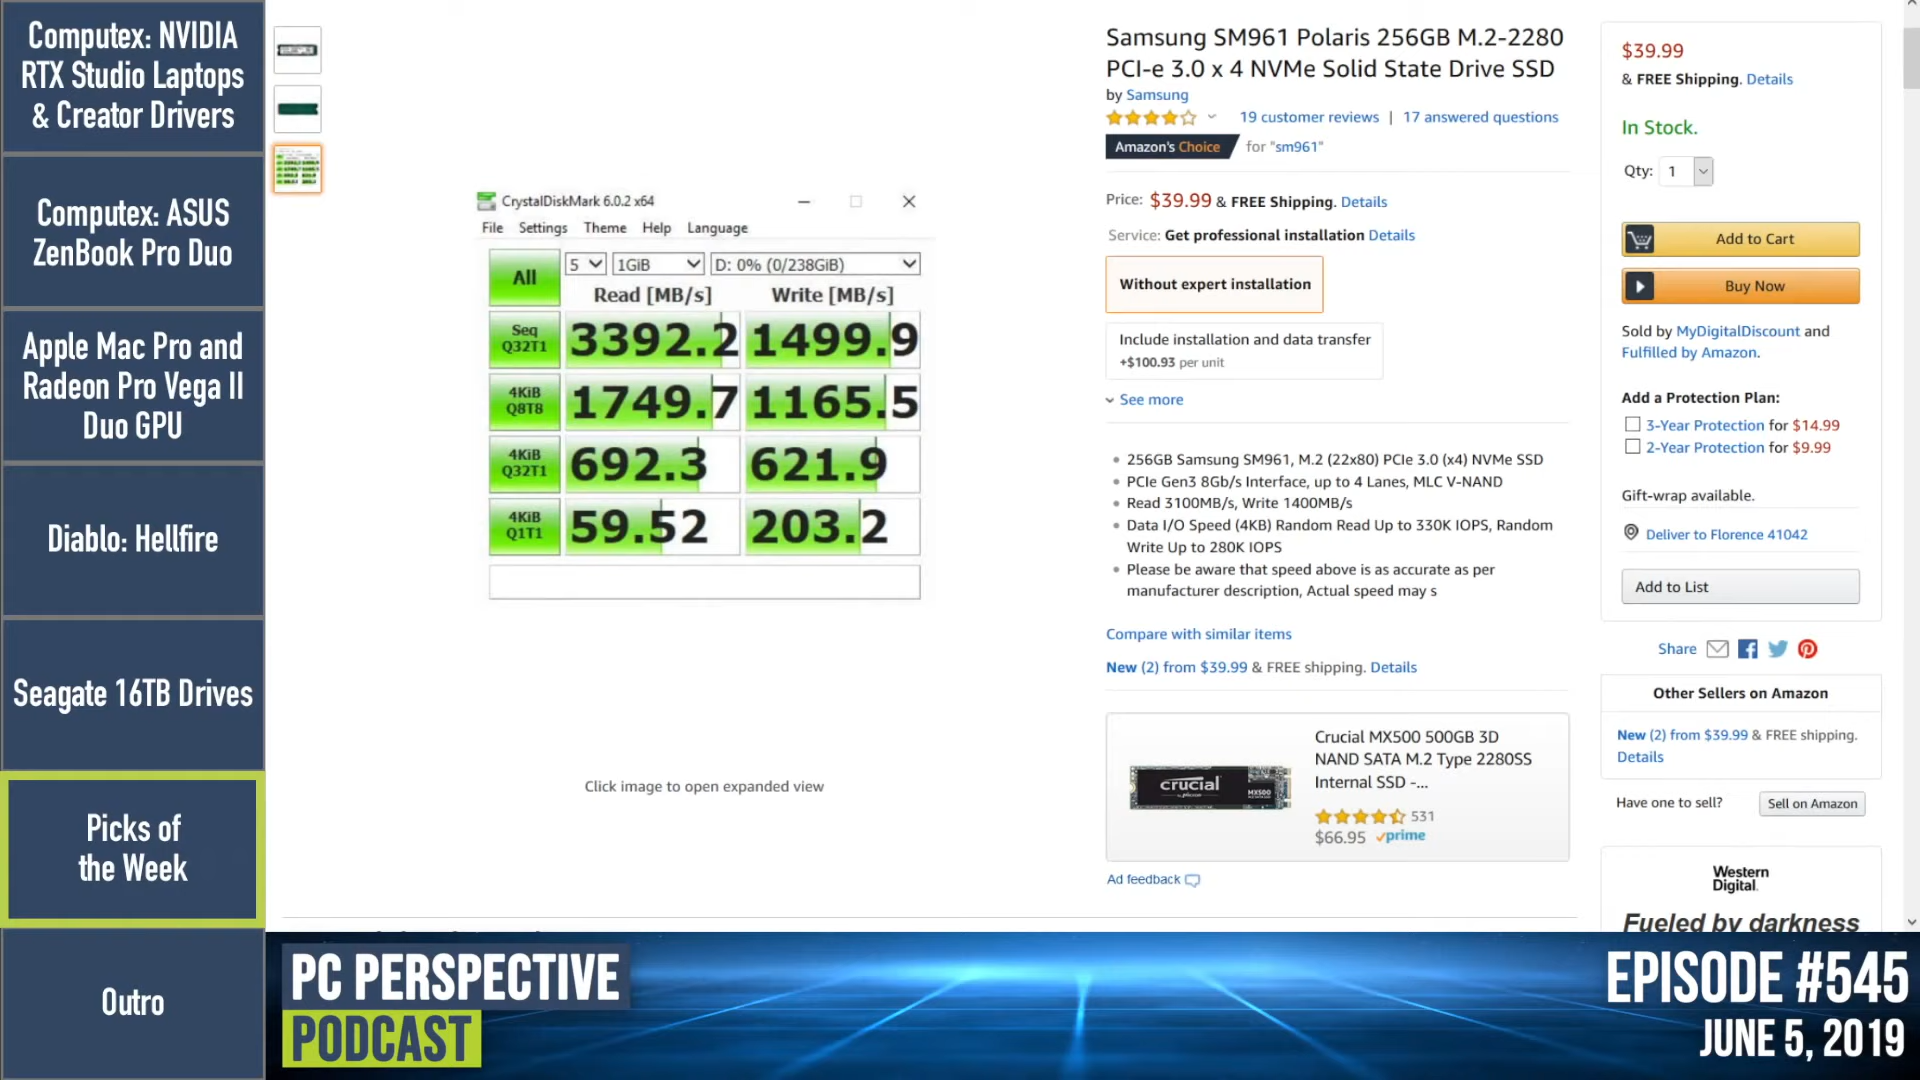 Computex: NVIDIA
RTX Studio Laptops
& Creator Drivers
Computex: ASUS
ZenBook Pro Duo
Apple Mac Pro and
Radeon Pro Vega II
Duo GPU
Diablo: Hellfire
Seagate 16TB Drives
Picks of
the Week
Outro
CrystalDiskMark 6.0.2 x64
File Settings Theme Help Language
All 5 1GiB D: 0% (0/238GiB)
Read [MB/s] Write [MB/s]
Seq
Q32T1 3392.2 1499.9
4KiB
Q8T8 1749.7 1165.5
4KiB
Q32T1 692.3 621.9
4KiB
Q1T1 59.52 203.2
Click image to open expanded view
Samsung SM961 Polaris 256GB M.2-2280
PCI-e 3.0 x 4 NVMe Solid State Drive SSD
by Samsung
19 customer reviews | 17 answered questions
Amazon's Choice for "sm961"
Price: $39.99 & FREE Shipping. Details
Service: Get professional installation Details
Without expert installation
Include installation and data transfer
+$100.93 per unit
See more
256GB Samsung SM961, M.2 (22x80) PCIe 3.0 (x4) NVMe SSD
PCIe Gen3 8Gb/s Interface, up to 4 Lanes, MLC V-NAND
Read 3100MB/s, Write 1400MB/s
Data I/O Speed (4KB) Random Read Up to 330K IOPS, Random
Write Up to 280K IOPS
Please be aware that speed above is as accurate as per
manufacturer description, Actual speed may s
Compare with similar items
New (2) from $39.99 & FREE shipping. Details
crucial
MX500
Crucial MX500 500GB 3D
NAND SATA M.2 Type 2280SS
Internal SSD -...
531
$66.95 prime
Ad feedback
$39.99
& FREE Shipping. Details
In Stock.
Qty: 1
Add to Cart
Buy Now
Sold by MyDigitalDiscount and
Fulfilled by Amazon.
Add a Protection Plan:
3-Year Protection for $14.99
2-Year Protection for $9.99
Gift-wrap available.
Deliver to Florence 41042
Add to List
Share
Other Sellers on Amazon
New (2) from $39.99 & FREE shipping.
Details
Have one to sell? Sell on Amazon
Western
Digital.
Fueled by darkness
PC PERSPECTIVE
PODCAST
EPISODE #545
JUNE 5, 2019